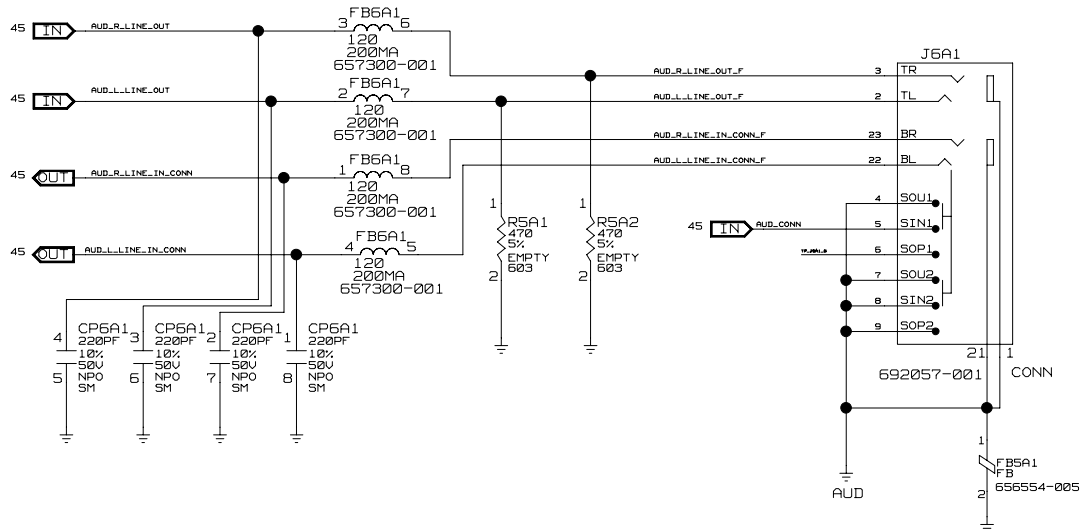 45 IN AUD_R_LINE_OUT
3 FB6A1 6
120
200MA
657300-001
45 IN AUD_L_LINE_OUT
2 FB6A1 7
120
200MA
657300-001
45 OUT AUD_R_LINE_IN_CONN
1 FB6A1 8
120
200MA
657300-001
45 OUT AUD_L_LINE_IN_CONN
4 FB6A1 5
120
200MA
657300-001
J6A1
AUD_R_LINE_OUT_F 3 TR
AUD_L_LINE_OUT_F 2 TL
AUD_R_LINE_IN_CONN_F 23 BR
AUD_L_LINE_IN_CONN_F 22 BL
4 SOU1
45 IN AUD_CONN 5 SIN1
6 SOP1
7 SOU2
8 SIN2
9 SOP2
21 1
692057-001 CONN
1
R5A1
470
5%
EMPTY
603
2
1
R5A2
470
5%
EMPTY
603
2
4 CP6A1
220PF
10%
50V
NPO
SM
5
3 CP6A1
220PF
10%
50V
NPO
SM
6
2 CP6A1
220PF
10%
50V
NPO
SM
7
1 CP6A1
220PF
10%
50V
NPO
SM
8
AUD
1
FB5A1
FB
656554-005
2